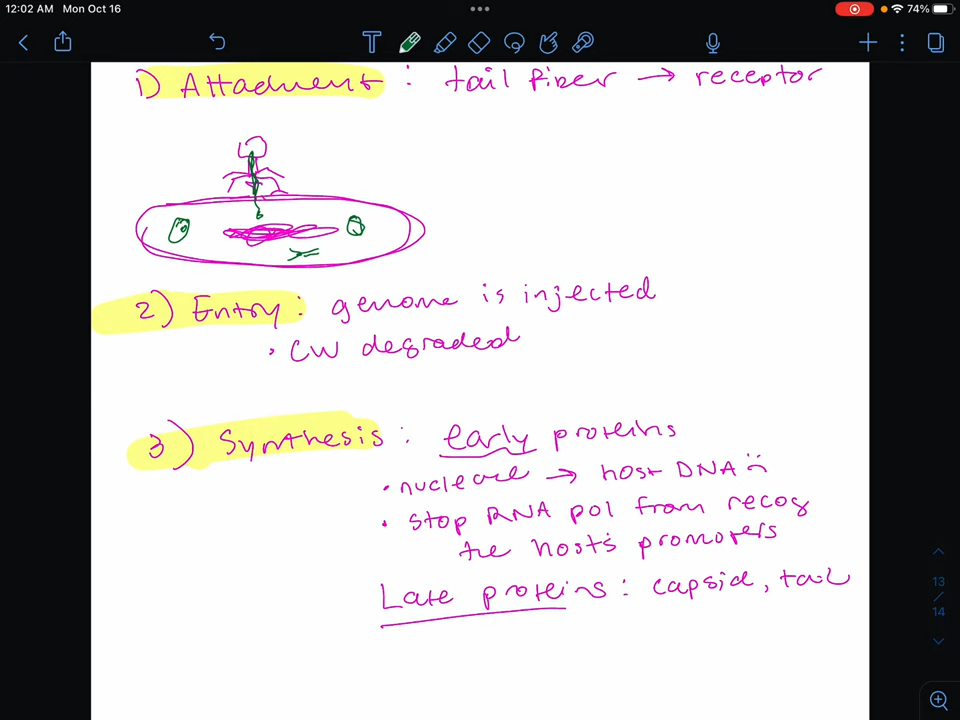 12:02 AM Mon Oct 16
74%
1) Attachment : tail fiber → receptor
2) Entry : genome is injected
• CW degraded
3) Synthesis : early proteins
• nuclease → host DNA
• stop RNA pol from recog
the host's promoters
Late proteins : capsid, tail
13
/
14